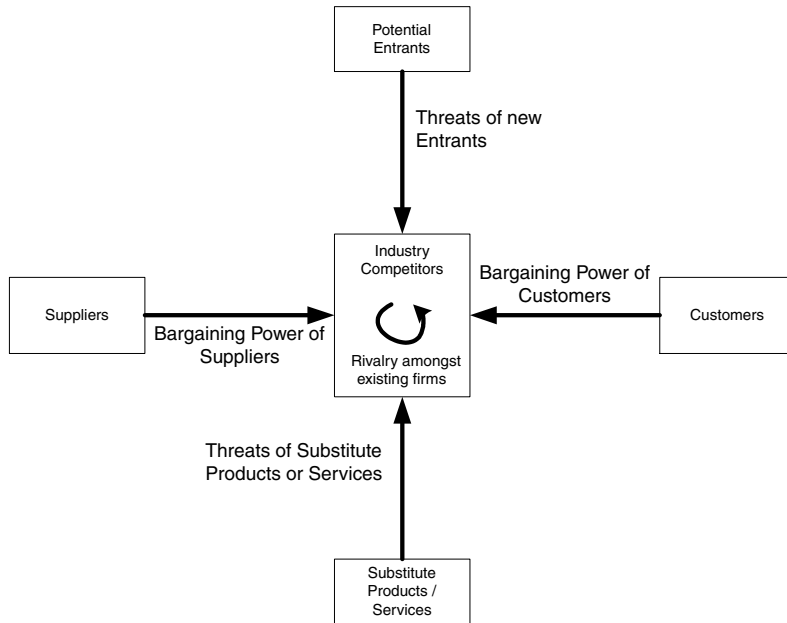 Potential
Entrants
Threats of new
Entrants
Industry
Competitors
Bargaining Power of
Customers
Suppliers
Customers
Bargaining Power of
Suppliers
Rivalry amongst
existing firms
Threats of Substitute
Products or Services
Substitute
Products /
Services